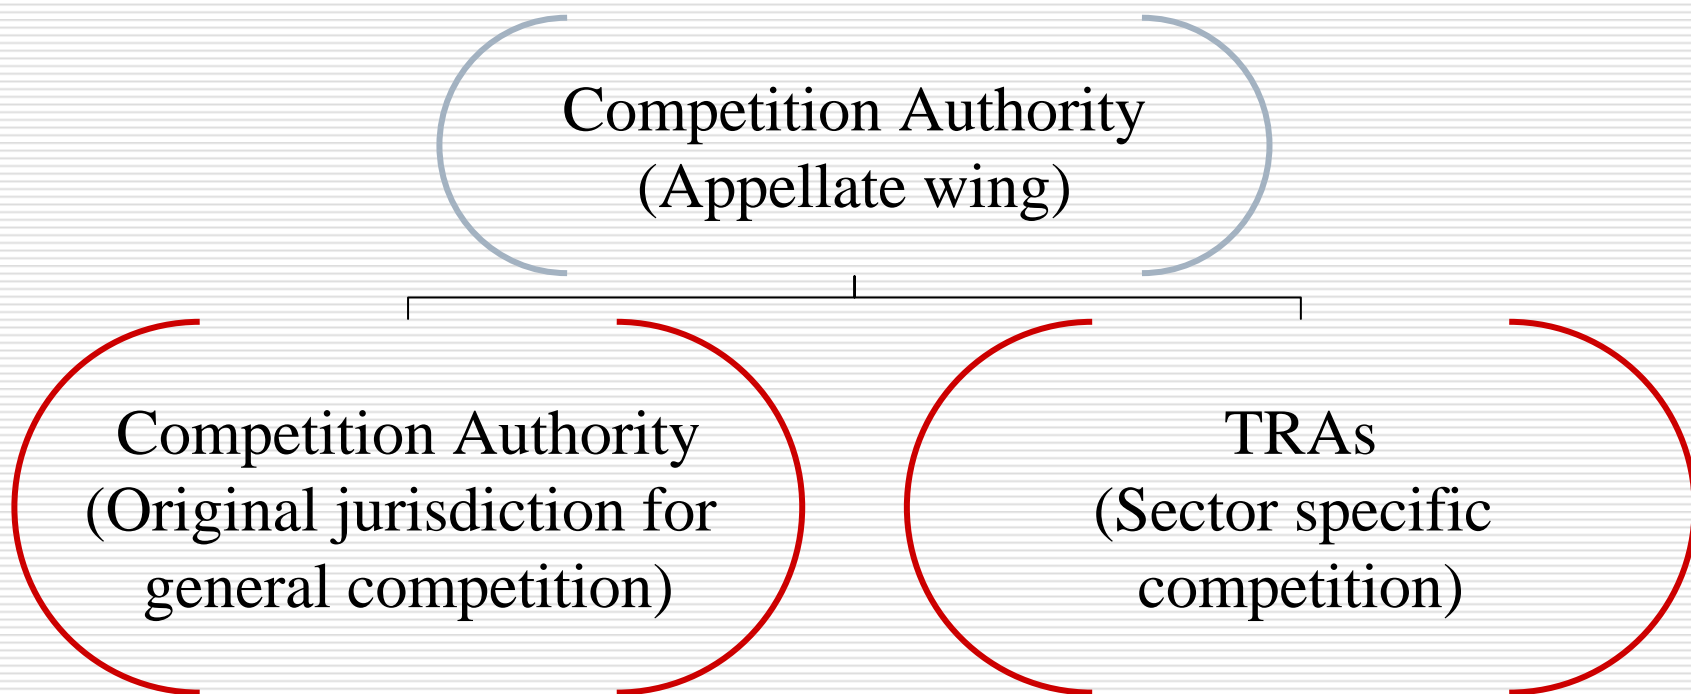 Competition Authority
(Appellate wing)
Competition Authority
(Original jurisdiction for
general competition)
TRAs
(Sector specific
competition)